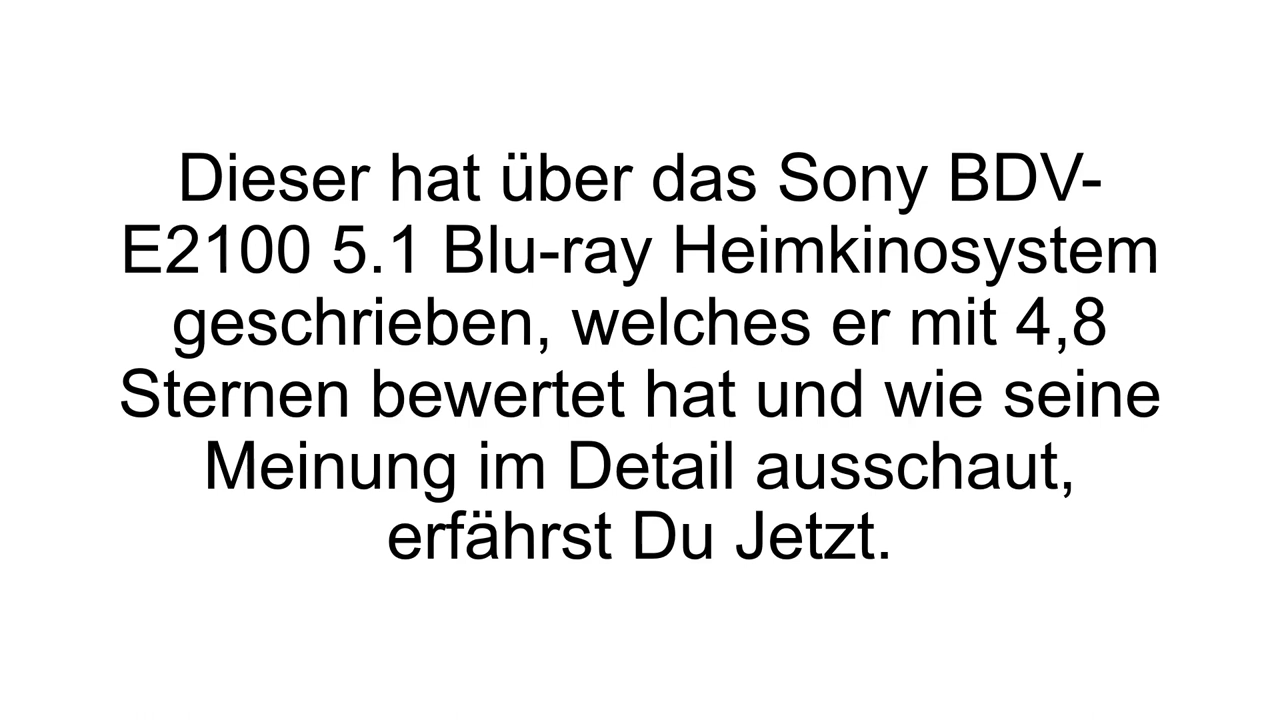 Dieser hat über das Sony BDV-
E2100 5.1 Blu-ray Heimkinosystem
geschrieben, welches er mit 4,8
Sternen bewertet hat und wie seine
Meinung im Detail ausschaut,
erfährst Du Jetzt.